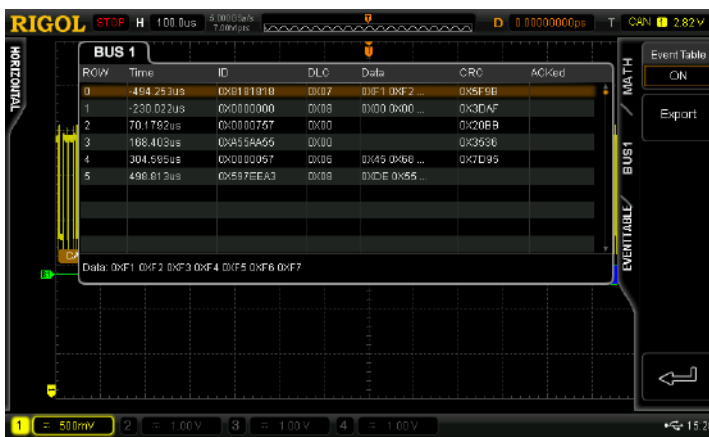 RIGOL STOP H 100.0us 5.000GSa/s 7.00Mpts D 0.00000000ps T CAN 1 2.82V
HORIZONTAL
BUS 1
ROW Time ID DLC Data CRC ACKed
0 -494.253us 0X8181818 0X07 0XF1 0XF2 ... 0X5F9B
1 -230.022us 0X0000000 0X08 0X00 0X00 ... 0X3DAF
2 70.1792us 0X0000757 0X00 0X20BB
3 168.403us 0XA55AA55 0X00 0X3536
4 304.595us 0X0000057 0X06 0X45 0X68 ... 0X7D95
5 498.813us 0X597EEA3 0X08 0XDE 0X55 ...
Data: 0XF1 0XF2 0XF3 0XF4 0XF5 0XF6 0XF7
MATH
BUS1
EVENTTABLE
Event Table
ON
Export
1 = 500mV 2 = 1.00V 3 = 1.00V 4 = 1.00V